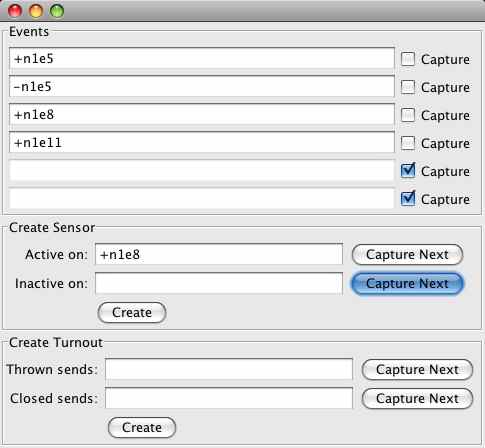 Events
+n1e5 Capture
-n1e5 Capture
+n1e8 Capture
+n1e11 Capture
Capture
Capture
Create Sensor
Active on: +n1e8 Capture Next
Inactive on: Capture Next
Create
Create Turnout
Thrown sends: Capture Next
Closed sends: Capture Next
Create